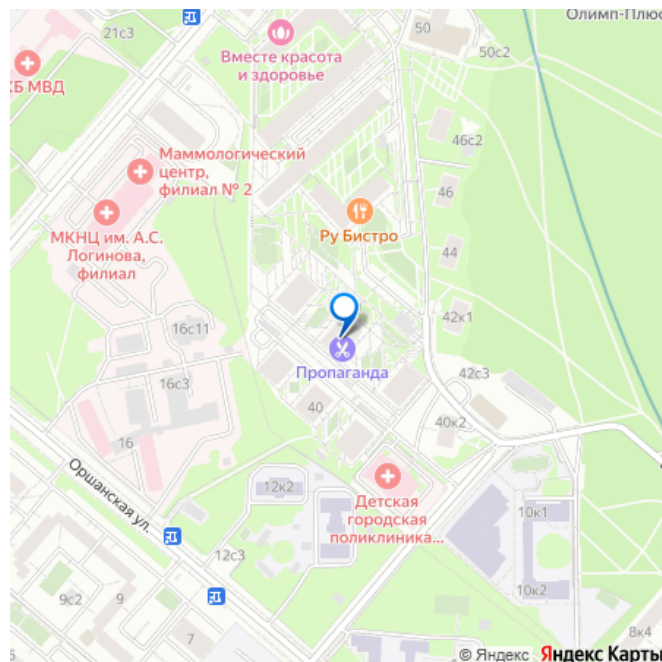 Олимп-Плюс
21с3
50
50с2
Вместе красота
и здоровье
КБ МВД
46с2
Маммологический
центр,
филиал № 2
46
МКНЦ им. А.С.
Логинова,
филиал
Ру Бистро
44
42к1
16с11
Пропаганда
42с3
16с3
40
40к2
16
Оршанская ул.
12к2
Детская
городская
поликлиника...
10к1
12с3
10к2
9с2
9
7
8к4
© Яндекс Яндекс Карты